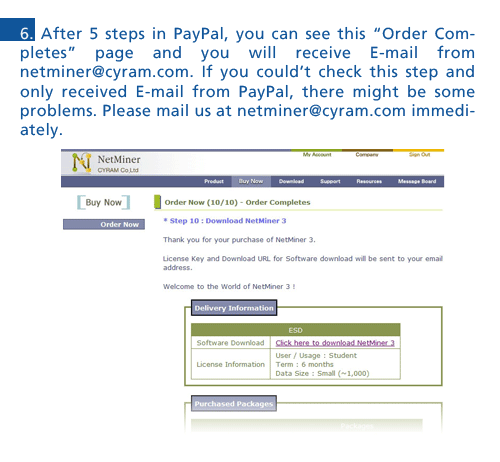 6. After 5 steps in PayPal, you can see this “Order Com-
pletes” page and you will receive E-mail from
netminer@cyram.com. If you could’t check this step and
only received E-mail from PayPal, there might be some
problems. Please mail us at netminer@cyram.com immedi-
ately.
NetMiner
CYRAM Co,Ltd
My Account Company Sign Out
Product Buy Now Download Support Resources Message Board
[Buy Now]
Order Now
Order Now (10/10) - Order Completes
* Step 10 : Download NetMiner 3
Thank you for your purchase of NetMiner 3.
License Key and Download URL for Software download will be sent to your email
address.
Welcome to the World of NetMiner 3 !
Delivery Information
ESD
Software Download Click here to download NetMiner 3
License Information
User / Usage : Student
Term : 6 months
Data Size : Small (~1,000)
Purchased Packages
Packages